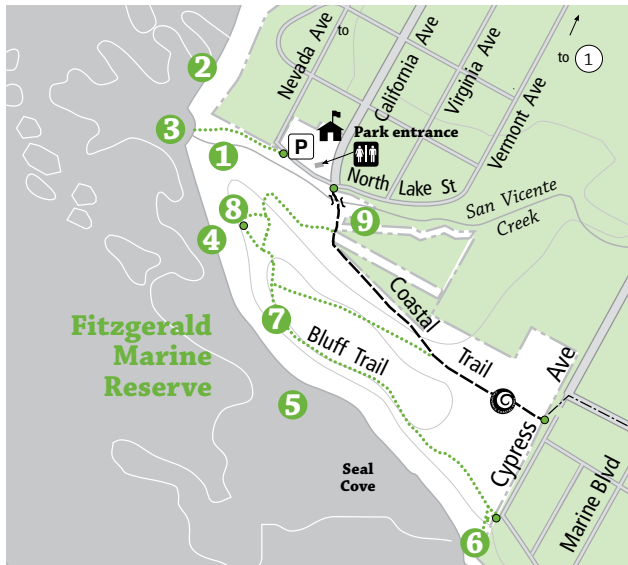 Nevada Ave
to
California Ave
Virginia Ave
Vermont Ave
to 1
2
3
1
P
Park entrance
North Lake St
San Vicente
Creek
8
9
4
Coastal
Trail
7
Fitzgerald
Marine
Reserve
Bluff Trail
5
Cypress Ave
Seal
Cove
Marine Blvd
6